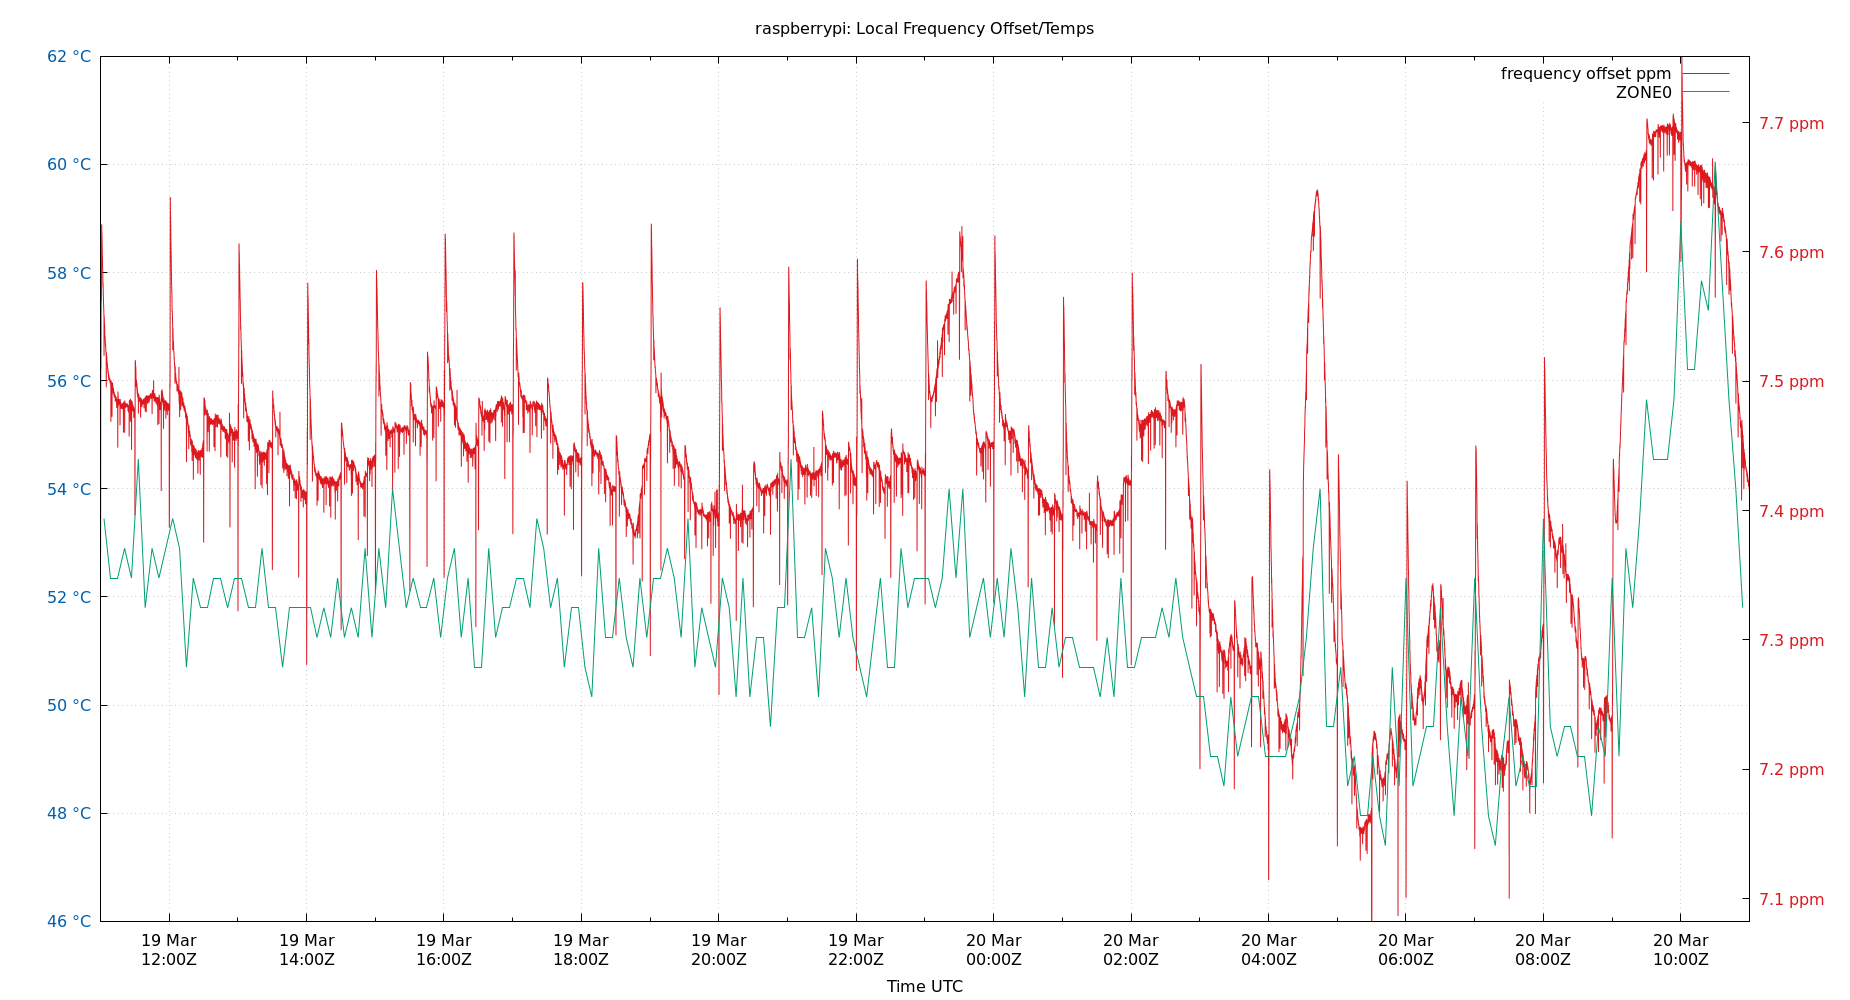 raspberrypi: Local Frequency Offset/Temps
62 °C
60 °C
58 °C
56 °C
54 °C
52 °C
50 °C
48 °C
46 °C
frequency offset ppm
ZONE0
7.7 ppm
7.6 ppm
7.5 ppm
7.4 ppm
7.3 ppm
7.2 ppm
7.1 ppm
19 Mar
12:00Z
19 Mar
14:00Z
19 Mar
16:00Z
19 Mar
18:00Z
19 Mar
20:00Z
19 Mar
22:00Z
20 Mar
00:00Z
20 Mar
02:00Z
20 Mar
04:00Z
20 Mar
06:00Z
20 Mar
08:00Z
20 Mar
10:00Z
Time UTC